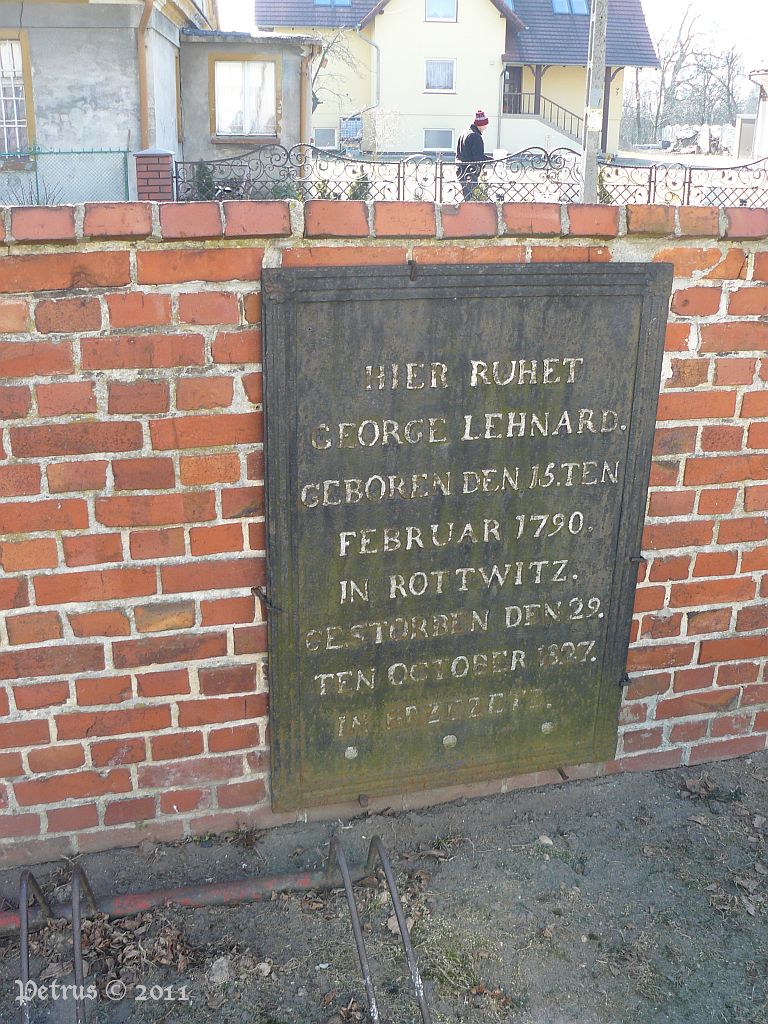 HIER RUHET
GEORGE LEHNARD.
GEBOREN DEN 15.TEN
FEBRUAR 1790.
IN ROTTWITZ.
GESTORBEN DEN 29.
TEN OCTOBER 1827.
IN
Petrus © 2011